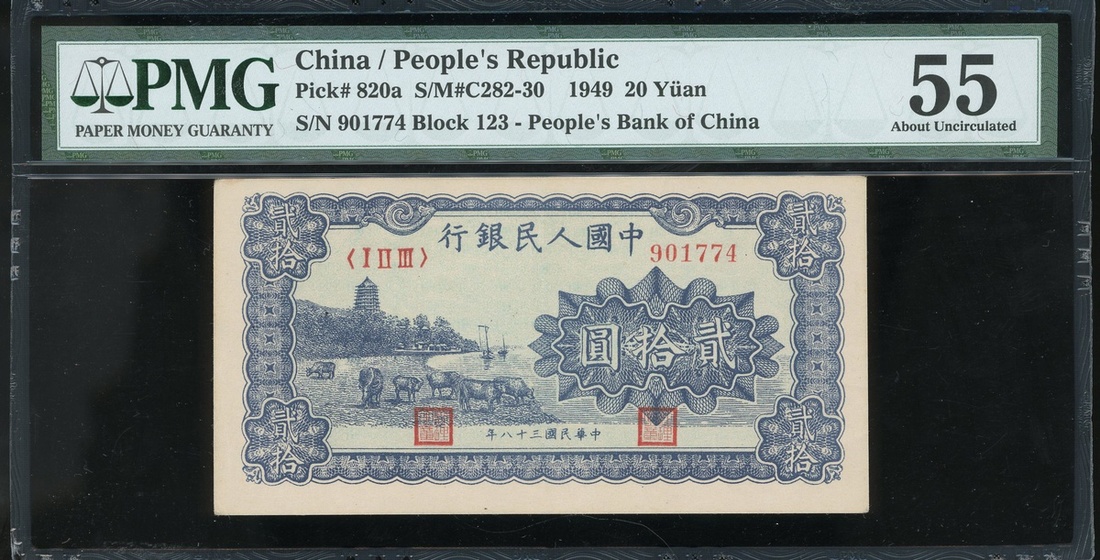 PMG
PAPER MONEY GUARANTY
China / People's Republic
Pick# 820a S/M#C282-30 1949 20 Yüan
S/N 901774 Block 123 - People's Bank of China
55
About Uncirculated
貳拾
貳拾
中國人民銀行
〈I II III〉
901774
貳拾圓
貳拾
貳拾
中華民國三十八年